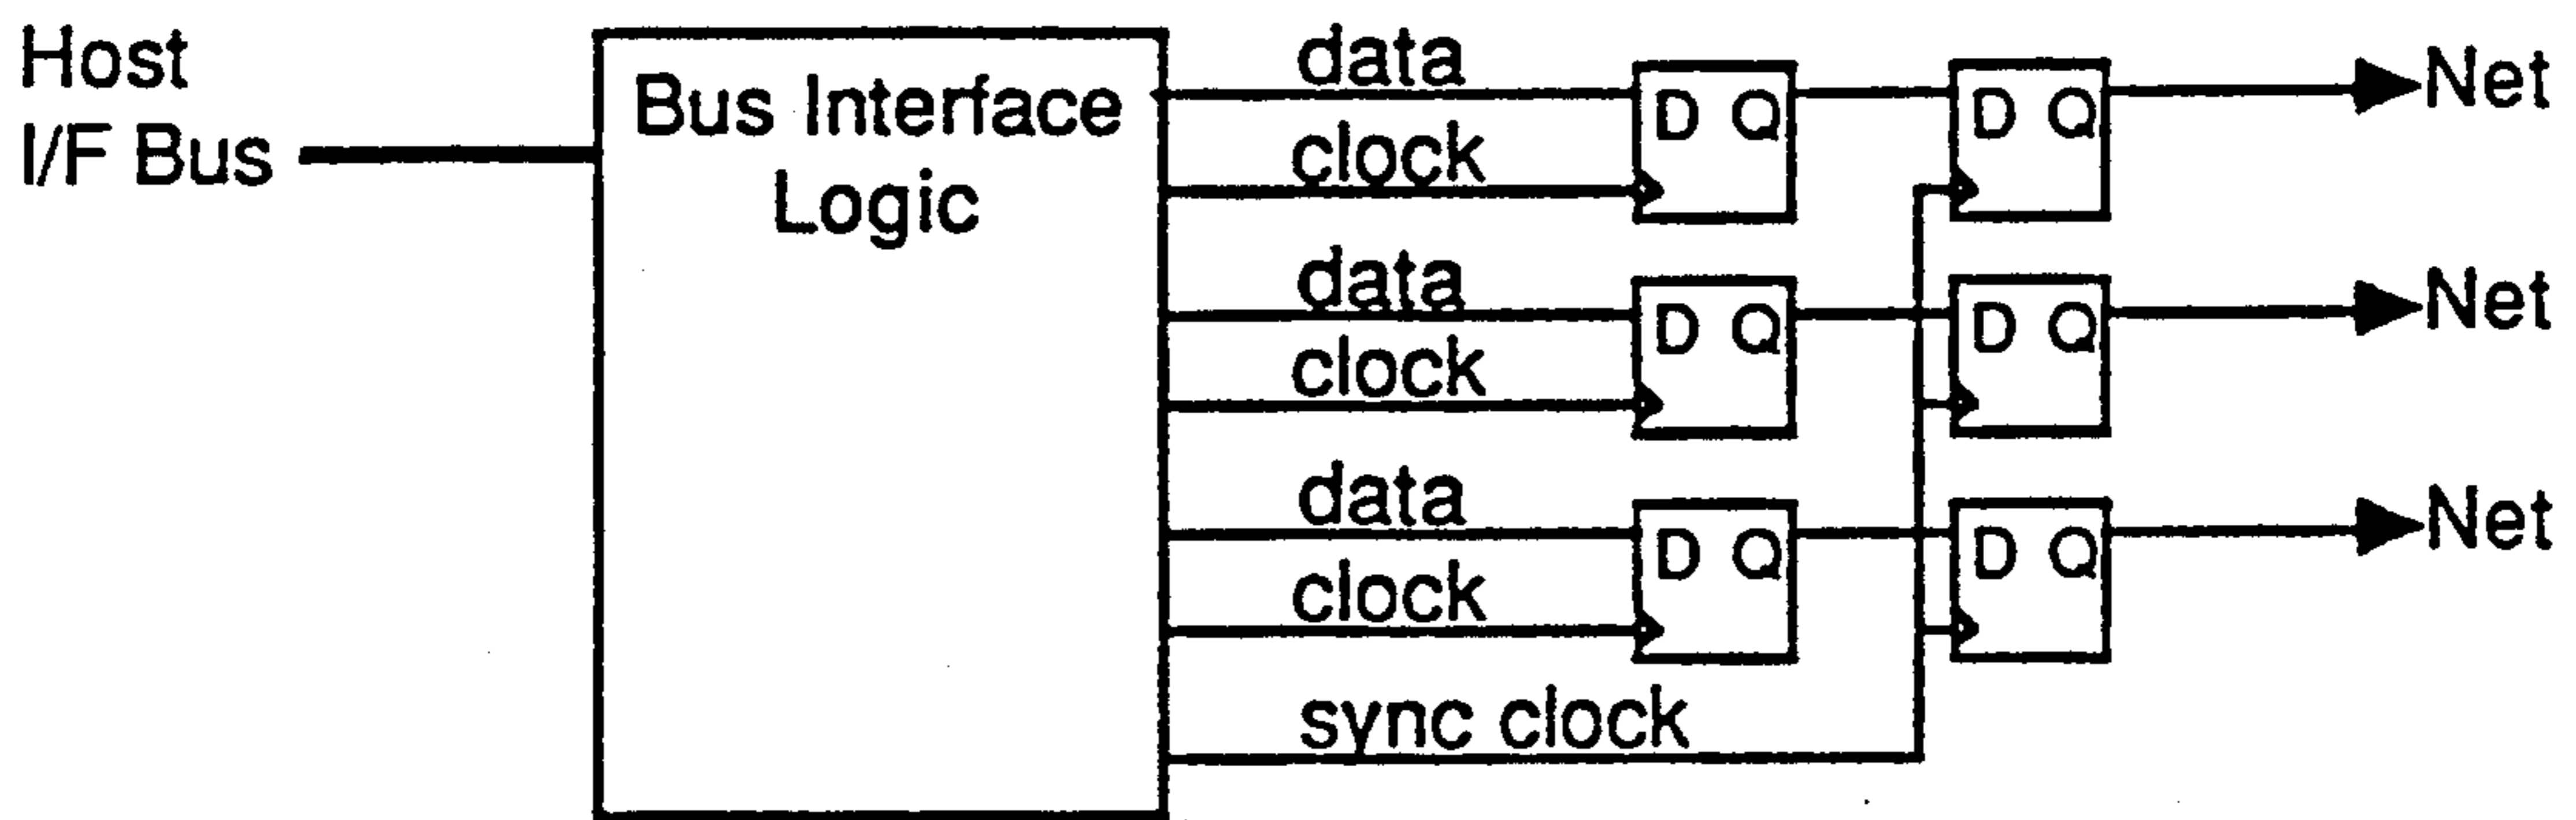 Host
I/F Bus
Bus Interface
Logic
data
clock
D Q
D Q
Net
data
clock
D Q
D Q
Net
data
clock
D Q
D Q
Net
sync clock